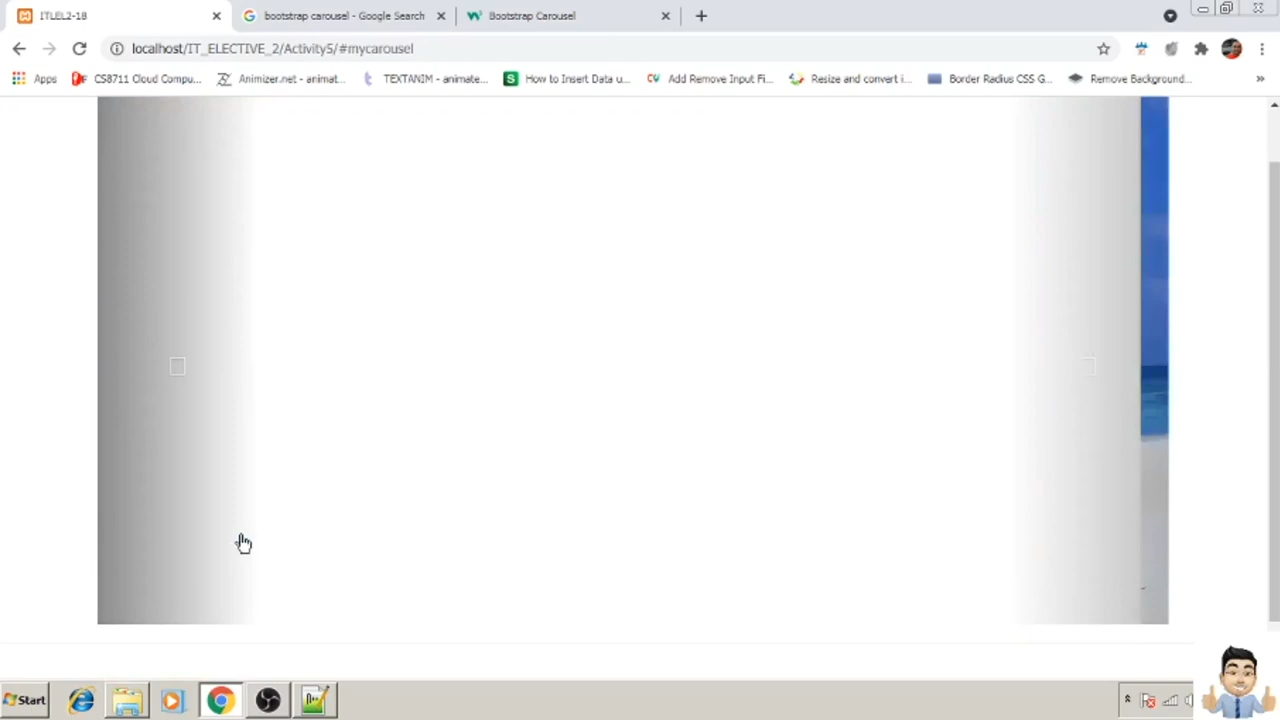 ITLEL2-18
bootstrap carousel - Google Search
Bootstrap Carousel
localhost/IT_ELECTIVE_2/Activity5/#mycarousel
Apps
CS8711 Cloud Compu...
Animizer.net - animat...
TEXTANIM - animate...
How to Insert Data u...
Add Remove Input Fi...
Resize and convert i...
Border Radius CSS G...
Remove Background...
Start